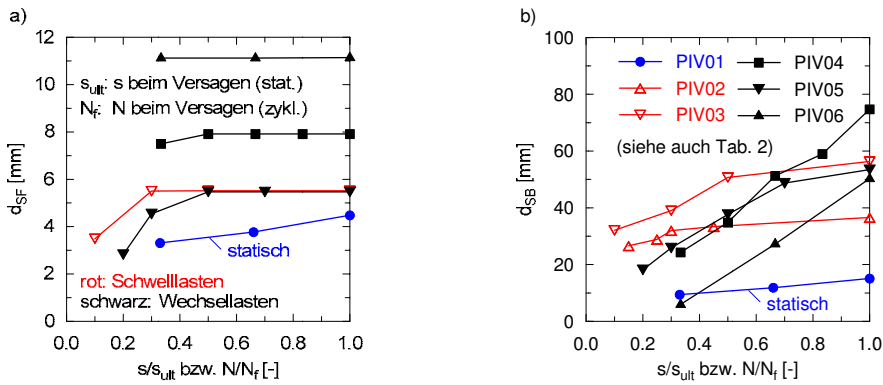 a)
12
10
8
6
4
2
0
d_SF [mm]
s_ult: s beim Versagen (stat.)
N_f: N beim Versagen (zykl.)
statisch
rot: Schwelllasten
schwarz: Wechsellasten
0.0 0.2 0.4 0.6 0.8 1.0
s/s_ult bzw. N/N_f [-]
b)
100
80
60
40
20
0
d_SB [mm]
PIV01 PIV04
PIV02 PIV05
PIV03 PIV06
(siehe auch Tab. 2)
statisch
0.0 0.2 0.4 0.6 0.8 1.0
s/s_ult bzw. N/N_f [-]